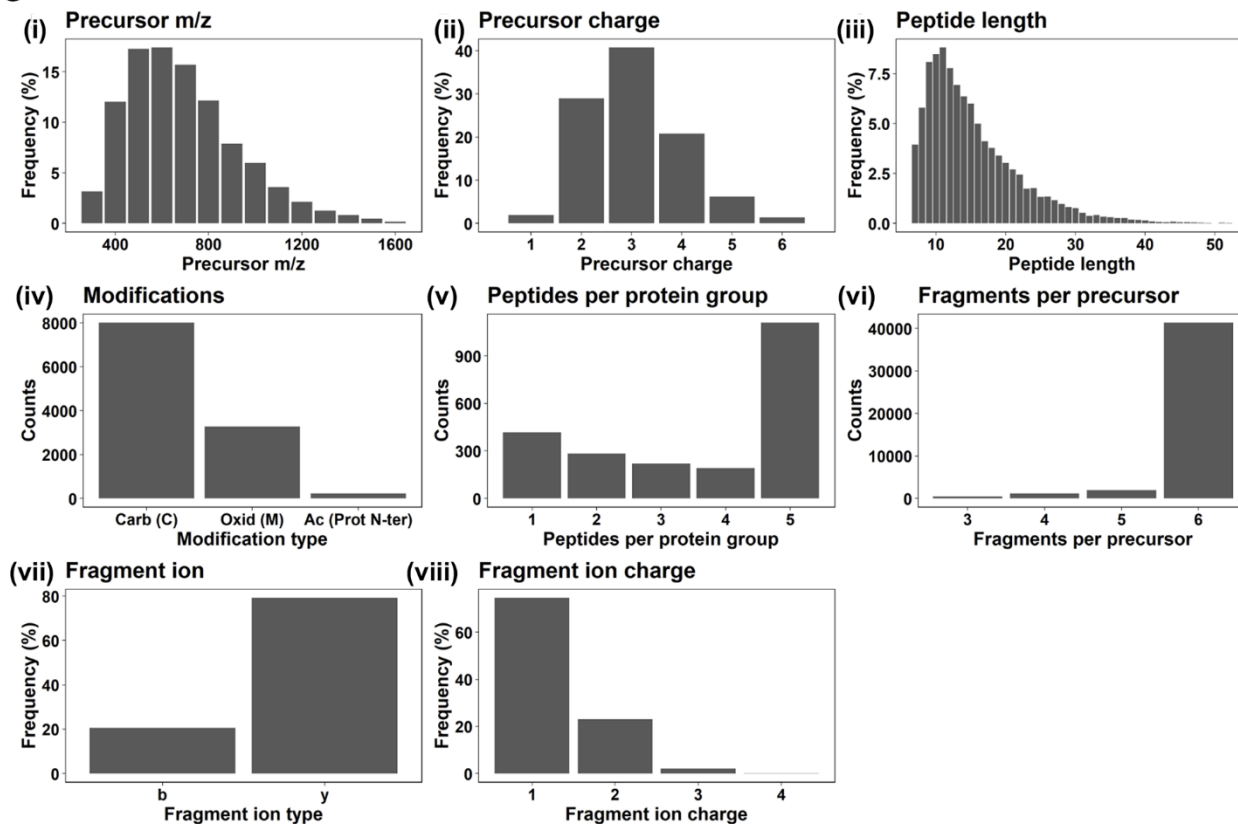 (i) Precursor m/z
Frequency (%)
15
10
5
0
400 800 1200 1600
Precursor m/z
(ii) Precursor charge
Frequency (%)
40
30
20
10
0
1 2 3 4 5 6
Precursor charge
(iii) Peptide length
Frequency (%)
7.5
5.0
2.5
0.0
10 20 30 40 50
Peptide length
(iv) Modifications
Counts
8000
6000
4000
2000
0
Carb (C) Oxid (M) Ac (Prot N-ter)
Modification type
(v) Peptides per protein group
Counts
900
600
300
0
1 2 3 4 5
Peptides per protein group
(vi) Fragments per precursor
Counts
40000
30000
20000
10000
0
3 4 5 6
Fragments per precursor
(vii) Fragment ion
Frequency (%)
80
60
40
20
0
b y
Fragment ion type
(viii) Fragment ion charge
Frequency (%)
60
40
20
0
1 2 3 4
Fragment ion charge